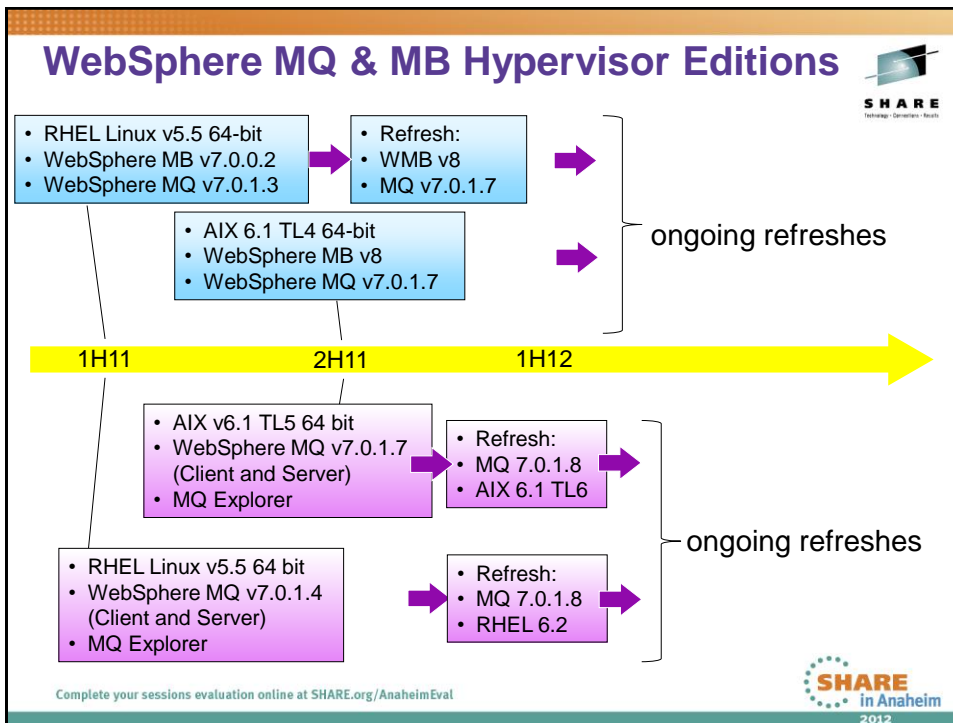 WebSphere MQ & MB Hypervisor Editions
SHARE
Technology · Connections · Results
• RHEL Linux v5.5 64-bit
• WebSphere MB v7.0.0.2
• WebSphere MQ v7.0.1.3
• Refresh:
• WMB v8
• MQ v7.0.1.7
• AIX 6.1 TL4 64-bit
• WebSphere MB v8
• WebSphere MQ v7.0.1.7
ongoing refreshes
1H11
2H11
1H12
• AIX v6.1 TL5 64 bit
• WebSphere MQ v7.0.1.7
(Client and Server)
• MQ Explorer
• Refresh:
• MQ 7.0.1.8
• AIX 6.1 TL6
• RHEL Linux v5.5 64 bit
• WebSphere MQ v7.0.1.4
(Client and Server)
• MQ Explorer
• Refresh:
• MQ 7.0.1.8
• RHEL 6.2
ongoing refreshes
Complete your sessions evaluation online at SHARE.org/AnaheimEval
SHARE
in Anaheim
2012